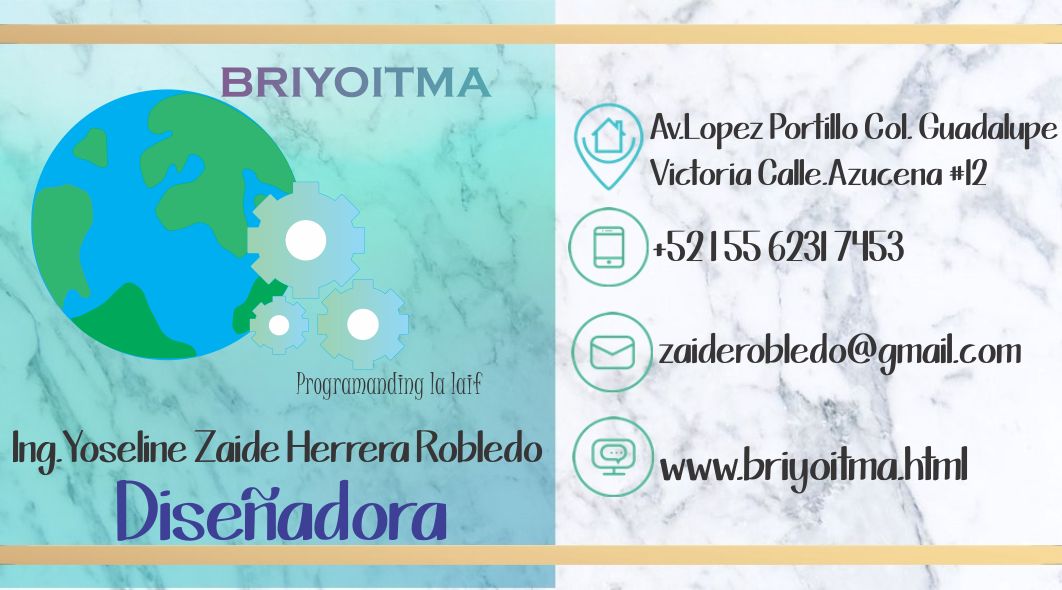 BRIYOITMA
Programanding la laif
Ing.Yoseline Zaide Herrera Robledo
Diseñadora
Av.Lopez Portillo Col. Guadalupe
Victoria Calle.Azucena #12
+52 1 55 6231 7453
zaiderobledo@gmail.com
www.briyoitma.html